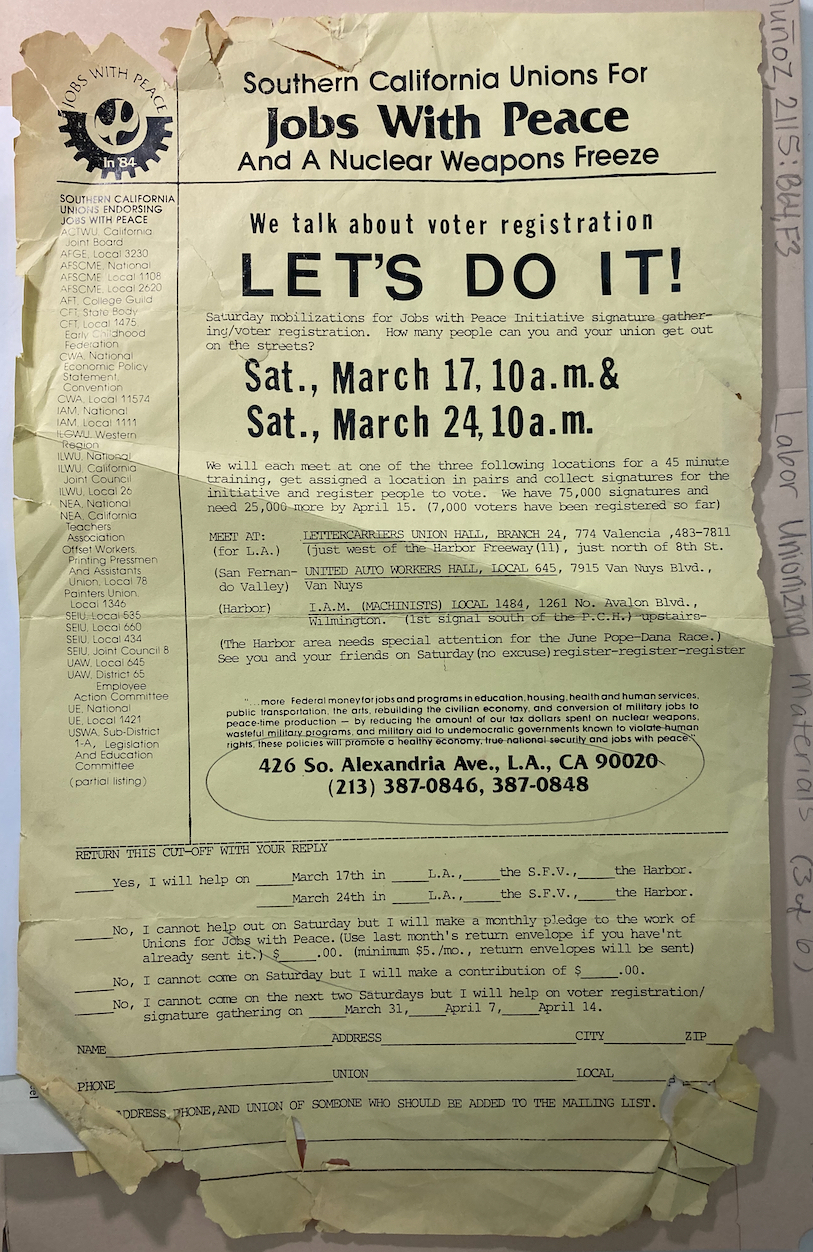 JOBS WITH PEACE
In '84
Southern California Unions For
Jobs With Peace
And A Nuclear Weapons Freeze
SOUTHERN CALIFORNIA
UNIONS ENDORSING
JOBS WITH PEACE
ACTWU, California
Joint Board
AFGE, Local 3230
AFSCME, National
AFSCME, Local 1108
AFSCME, Local 2620
AFT, College Guild
CFT, State Body
CFT, Local 1475
Early Childhood
Federation
CWA, National
Economic Policy
Statement,
Convention
CWA, Local 11574
IAM, National
IAM, Local 1111
ILGWU, Western
Region
ILWU, National
ILWU, California
Joint Council
ILWU, Local 26
NEA, National
NEA, California
Teachers
Association
Offset Workers,
Printing Pressmen
And Assistants
Union, Local 78
Painters Union,
Local 1346
SEIU, Local 535
SEIU, Local 660
SEIU, Local 434
SEIU, Joint Council 8
UAW, Local 645
UAW, District 65
Employee
Action Committee
UE, National
UE, Local 1421
USWA, Sub-District
1-A, Legislation
And Education
Committee
(partial listing)
We talk about voter registration
LET'S DO IT!
Saturday mobilizations for Jobs with Peace Initiative signature gather-
ing/voter registration. How many people can you and your union get out
on the streets?
Sat., March 17, 10 a.m. &
Sat., March 24, 10 a.m.
We will each meet at one of the three following locations for a 45 minute
training, get assigned a location in pairs and collect signatures for the
initiative and register people to vote. We have 75,000 signatures and
need 25,000 more by April 15. (7,000 voters have been registered so far)
MEET AT: LETTERCARRIERS UNION HALL, BRANCH 24, 774 Valencia ,483-7811
(for L.A.) (just west of the Harbor Freeway(11), just north of 8th St.
(San Fernan- UNITED AUTO WORKERS HALL, LOCAL 645, 7915 Van Nuys Blvd.,
do Valley) Van Nuys
(Harbor) I.A.M. (MACHINISTS) LOCAL 1484, 1261 No. Avalon Blvd.,
Wilmington. (1st signal south of the P.C.H.) upstairs-
(The Harbor area needs special attention for the June Pope-Dana Race.)
See you and your friends on Saturday(no excuse)register-register-register
"...more Federal money for jobs and programs in education, housing, health and human services,
public transportation, the arts, rebuilding the civilian economy, and conversion of military jobs to
peace-time production — by reducing the amount of our tax dollars spent on nuclear weapons,
wasteful military programs, and military aid to undemocratic governments known to violate human
rights, these policies will promote a healthy economy, true national security and jobs with peace."
426 So. Alexandria Ave., L.A., CA 90020
(213) 387-0846, 387-0848
RETURN THIS CUT-OFF WITH YOUR REPLY
____Yes, I will help on ____March 17th in ____L.A.,____the S.F.V.,____the Harbor.
____March 24th in ____L.A.,____the S.F.V.,____the Harbor.
____No, I cannot help out on Saturday but I will make a monthly pledge to the work of
Unions for Jobs with Peace. (Use last month's return envelope if you have'nt
already sent it.) $____.00. (minimum $5./mo., return envelopes will be sent)
____No, I cannot come on Saturday but I will make a contribution of $____.00.
____No, I cannot come on the next two Saturdays but I will help on voter registration/
signature gathering on ____March 31,____April 7,____April 14.
NAME____ADDRESS____CITY____ZIP____
PHONE____UNION____LOCAL____
ADDRESS, PHONE, AND UNION OF SOMEONE WHO SHOULD BE ADDED TO THE MAILING LIST.
Muñoz, 2115: B64, F3 Labor Unionizing Materials (3 of 6)